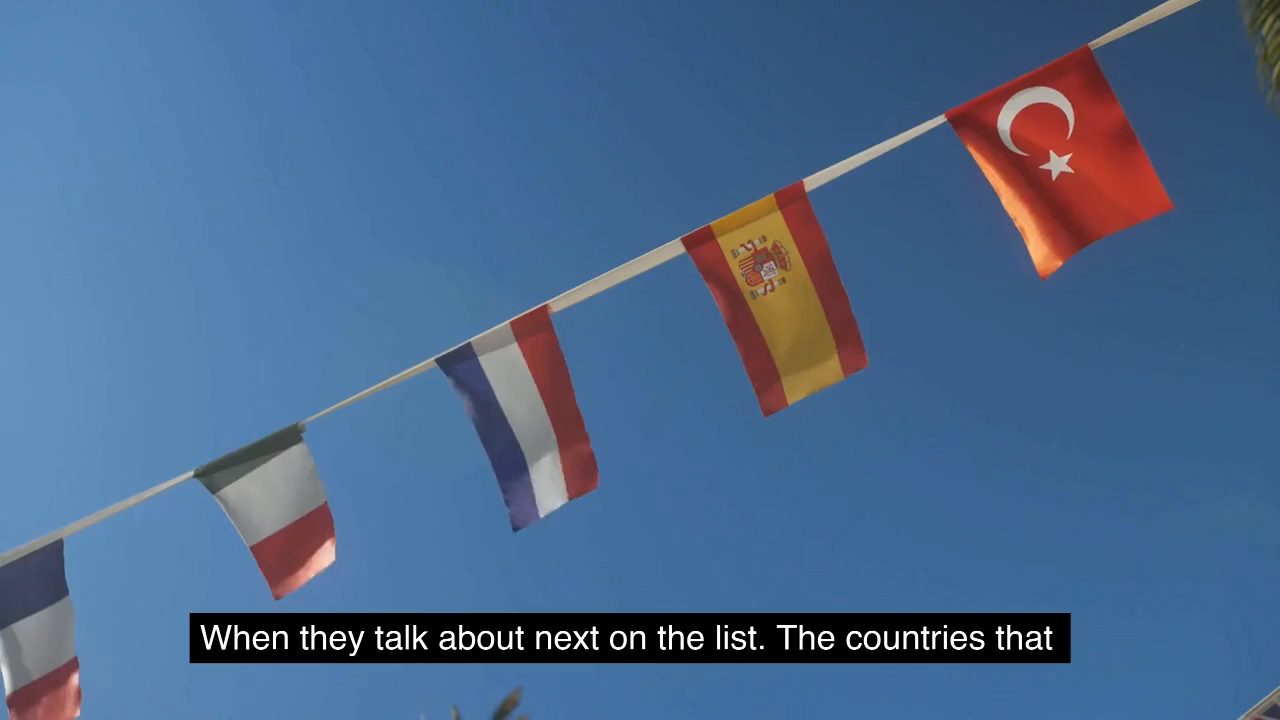 When they talk about next on the list. The countries that